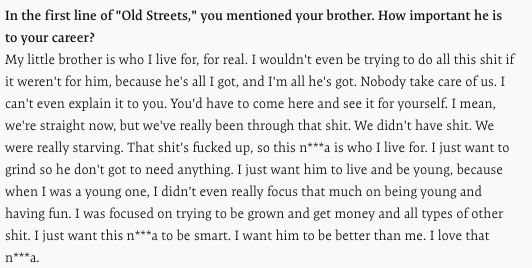 In the first line of "Old Streets," you mentioned your brother. How important he is
to your career?
My little brother is who I live for, for real. I wouldn't even be trying to do all this shit if
it weren't for him, because he's all I got, and I'm all he's got. Nobody take care of us. I
can't even explain it to you. You'd have to come here and see it for yourself. I mean,
we're straight now, but we've really been through that shit. We didn't have shit. We
were really starving. That shit's fucked up, so this n***a is who I live for. I just want to
grind so he don't got to need anything. I just want him to live and be young, because
when I was a young one, I didn't even really focus that much on being young and
having fun. I was focused on trying to be grown and get money and all types of other
shit. I just want this n***a to be smart. I want him to be better than me. I love that
n***a.